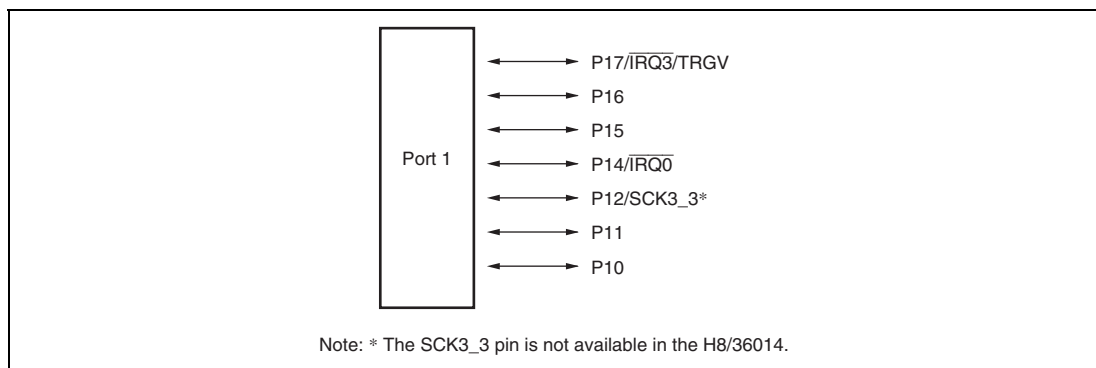 Port 1
P17/IRQ3/TRGV
P16
P15
P14/IRQ0
P12/SCK3_3*
P11
P10
Note: * The SCK3_3 pin is not available in the H8/36014.